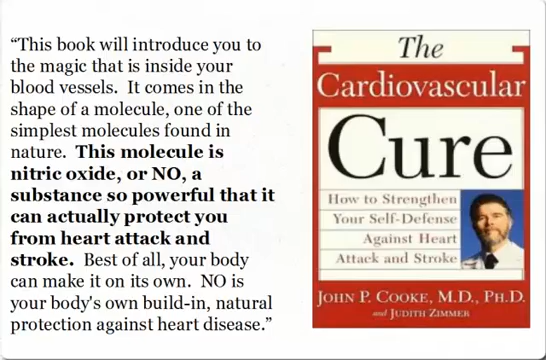 “This book will introduce you to
the magic that is inside your
blood vessels.  It comes in the
shape of a molecule, one of the
simplest molecules found in
nature.  This molecule is
nitric oxide, or NO, a
substance so powerful that it
can actually protect you
from heart attack and
stroke.  Best of all, your body
can make it on its own.  NO is
your body's own build-in, natural
protection against heart disease.”
The
Cardiovascular
Cure
How to Strengthen
Your Self-Defense
Against Heart
Attack and Stroke
JOHN P. COOKE, M.D., PH.D.
and JUDITH ZIMMER